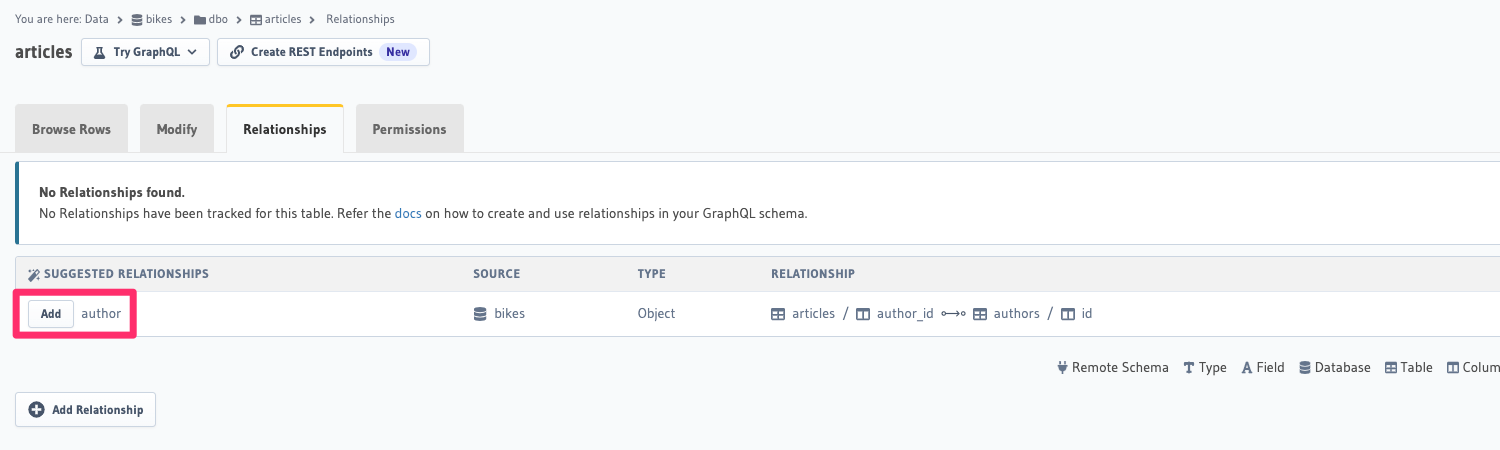 You are here: Data > bikes > dbo > articles > Relationships
articles Try GraphQL Create REST Endpoints New
Browse Rows Modify Relationships Permissions
No Relationships found.
No Relationships have been tracked for this table. Refer the docs on how to create and use relationships in your GraphQL schema.
SUGGESTED RELATIONSHIPS SOURCE TYPE RELATIONSHIP
Add author bikes Object articles / author_id authors / id
Remote Schema Type Field Database Table Colum
Add Relationship